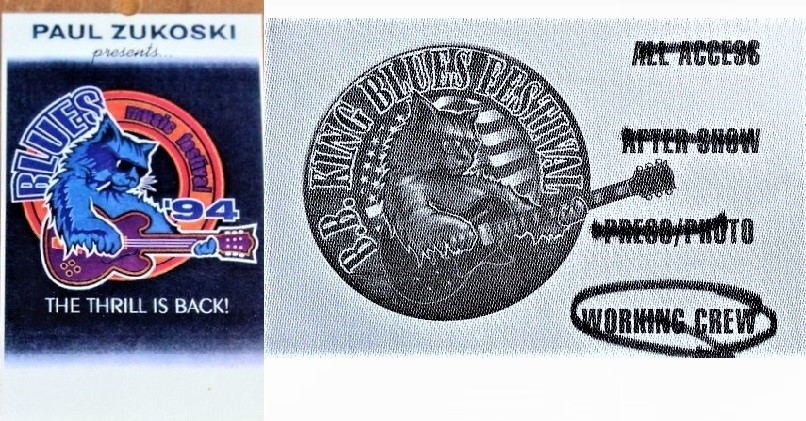 PAUL ZUKOSKI
presents...
BLUES
music festival
'94
THE THRILL IS BACK!
B.B. KING BLUES FESTIVAL
ALL ACCESS
AFTER SHOW
PRESS/PHOTO
WORKING CREW